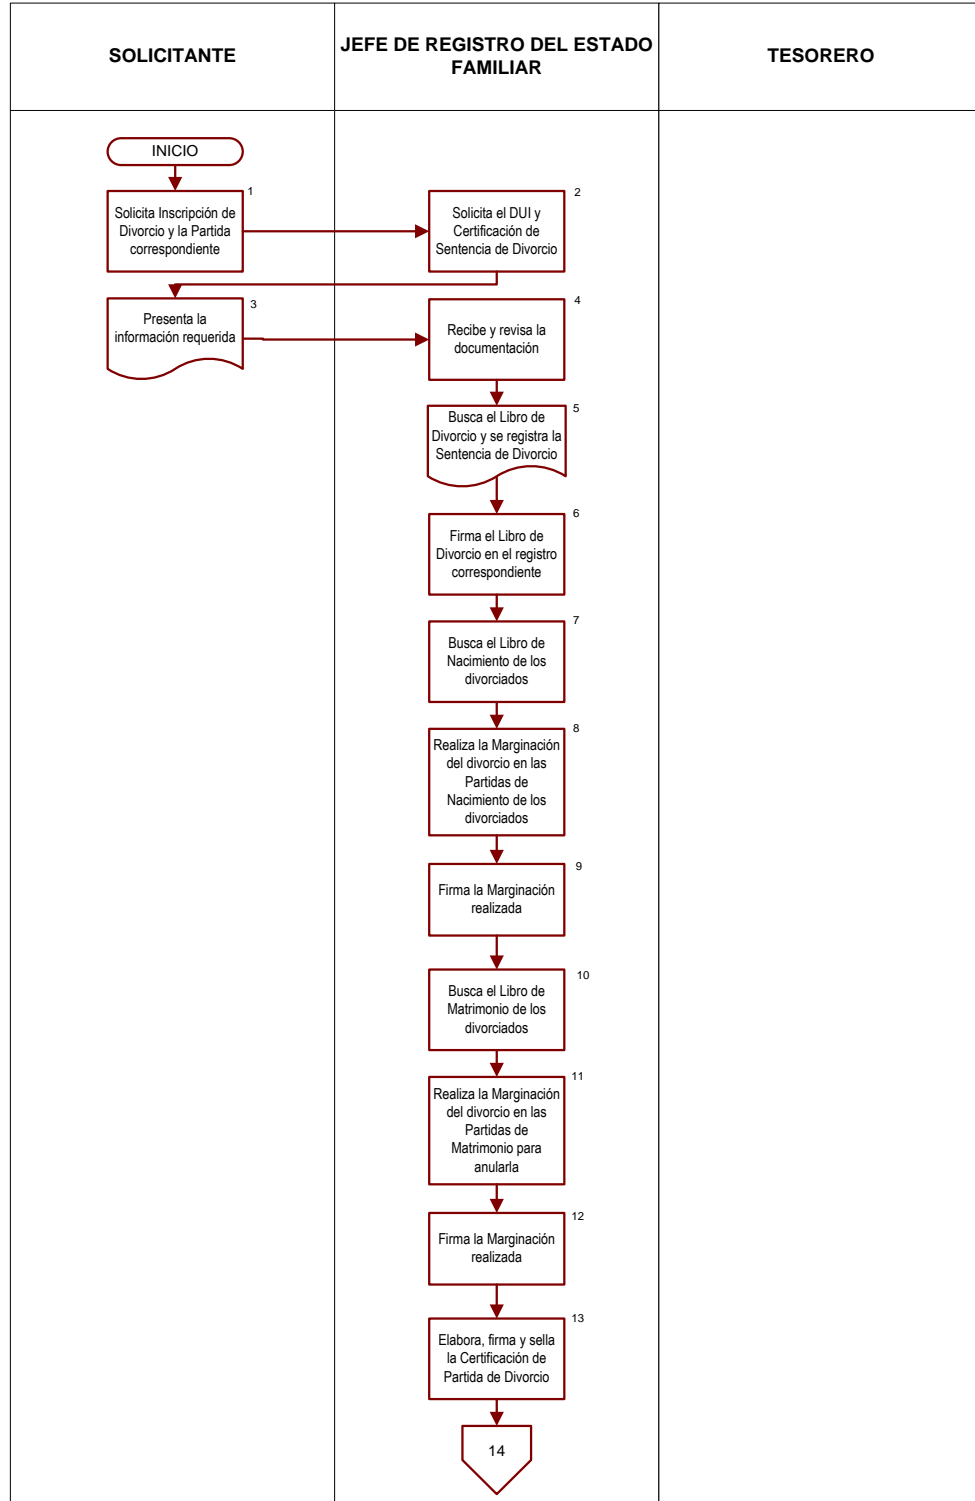 SOLICITANTE
JEFE DE REGISTRO DEL ESTADO
FAMILIAR
TESORERO
INICIO
1
Solicita Inscripción de
Divorcio y la Partida
correspondiente
2
Solicita el DUI y
Certificación de
Sentencia de Divorcio
3
Presenta la
información requerida
4
Recibe y revisa la
documentación
5
Busca el Libro de
Divorcio y se registra la
Sentencia de Divorcio
6
Firma el Libro de
Divorcio en el registro
correspondiente
7
Busca el Libro de
Nacimiento de los
divorciados
8
Realiza la Marginación
del divorcio en las
Partidas de
Nacimiento de los
divorciados
9
Firma la Marginación
realizada
10
Busca el Libro de
Matrimonio de los
divorciados
11
Realiza la Marginación
del divorcio en las
Partidas de
Matrimonio para
anularla
12
Firma la Marginación
realizada
13
Elabora, firma y sella
la Certificación de
Partida de Divorcio
14